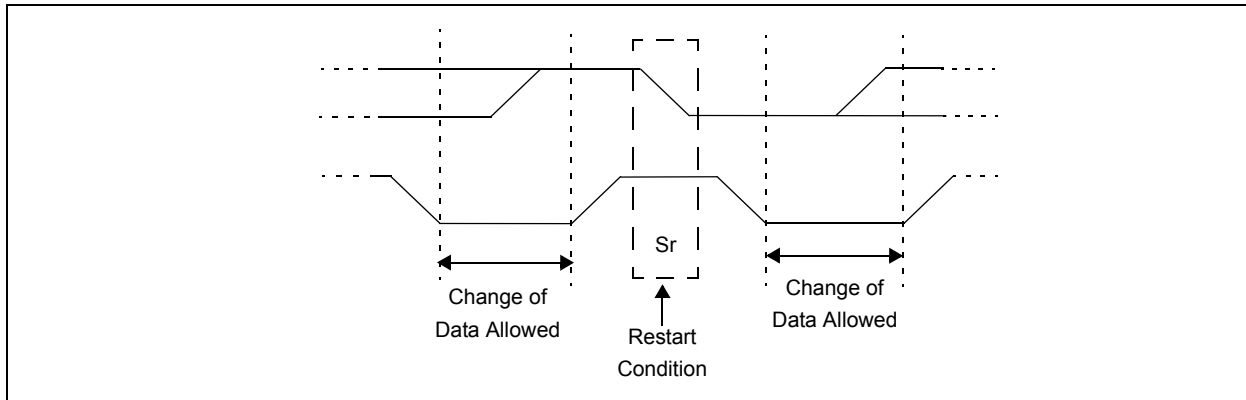 Sr
Change of
Data Allowed
Restart
Condition
Change of
Data Allowed